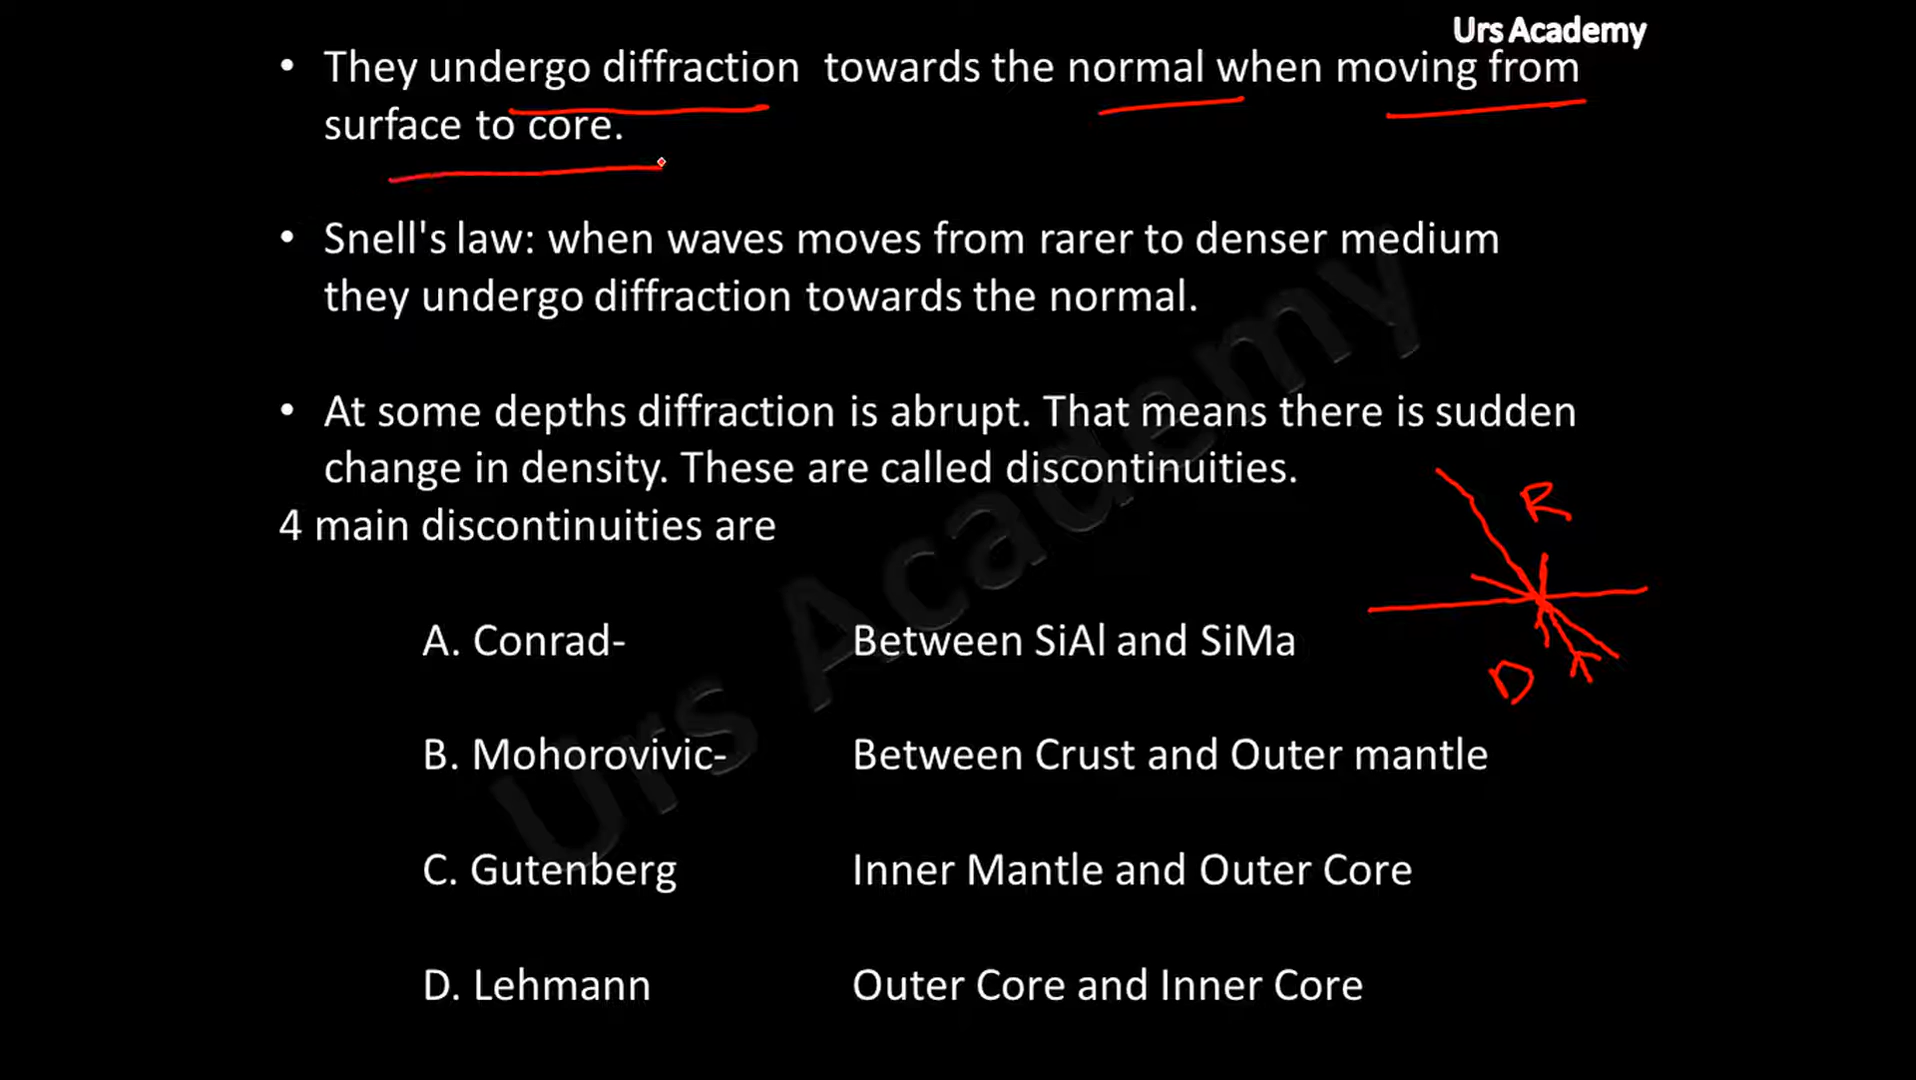 Urs Academy
• They undergo diffraction towards the normal when moving from
surface to core.
• Snell's law: when waves moves from rarer to denser medium
they undergo diffraction towards the normal.
• At some depths diffraction is abrupt. That means there is sudden
change in density. These are called discontinuities.
4 main discontinuities are
R
A. Conrad- Between SiAl and SiMa
D
B. Mohorovivic- Between Crust and Outer mantle
C. Gutenberg Inner Mantle and Outer Core
D. Lehmann Outer Core and Inner Core
Urs Academy